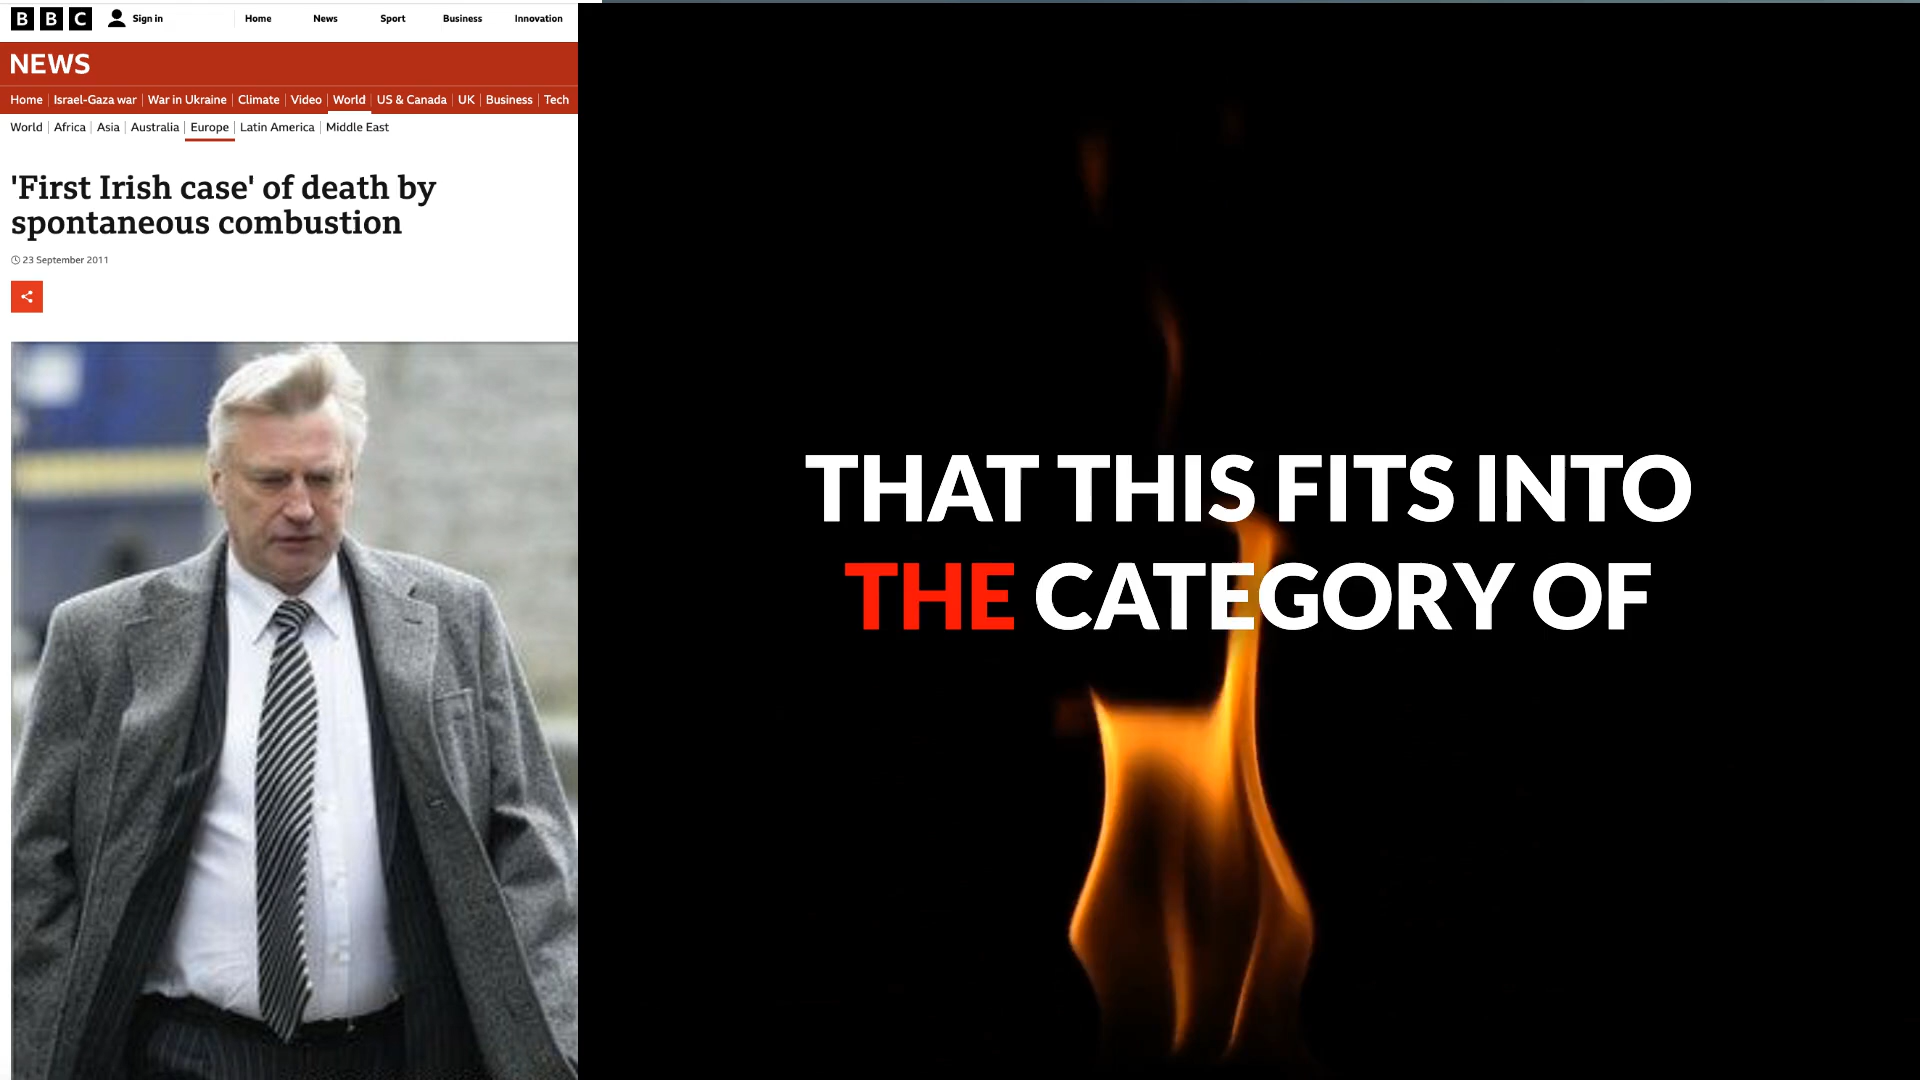 BBC Sign in Home News Sport Business Innovation
NEWS
Home Israel-Gaza war War in Ukraine Climate Video World US & Canada UK Business Tech
World Africa Asia Australia Europe Latin America Middle East
'First Irish case' of death by
spontaneous combustion
23 September 2011
THAT THIS FITS INTO
THE CATEGORY OF